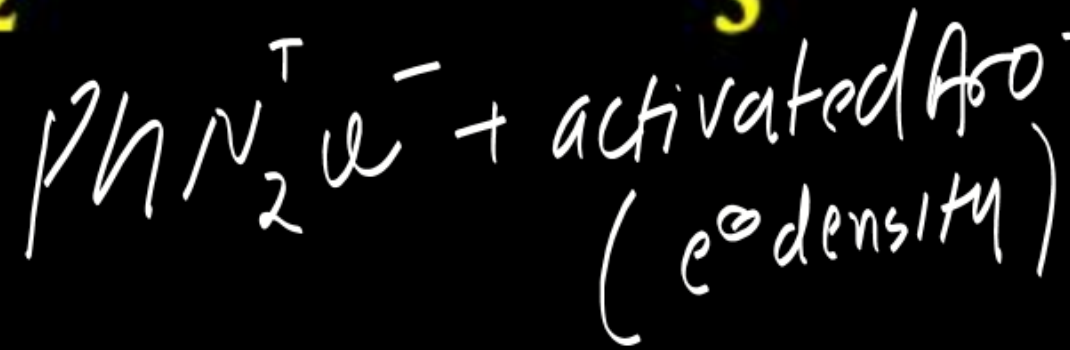 PhN₂⁺Cl⁻ + activated Aro
(e⊖ density)